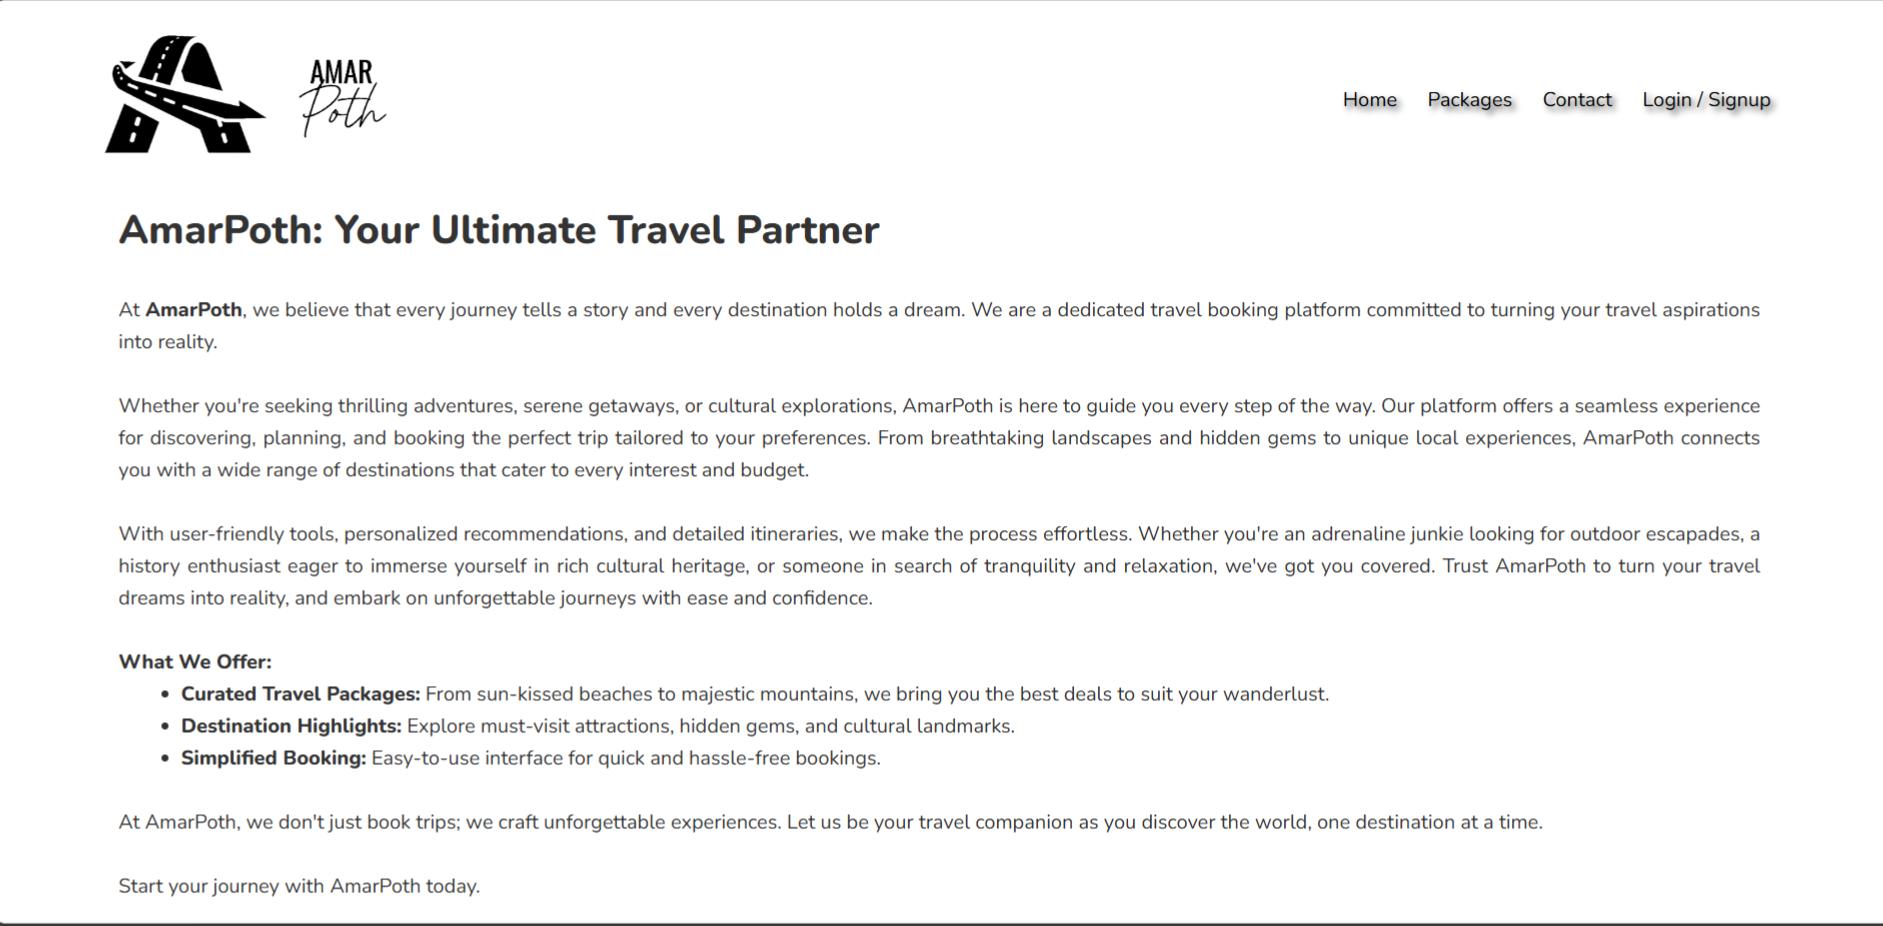 AMAR
Poth
Home Packages Contact Login / Signup
AmarPoth: Your Ultimate Travel Partner
At AmarPoth, we believe that every journey tells a story and every destination holds a dream. We are a dedicated travel booking platform committed to turning your travel aspirations
into reality.
Whether you're seeking thrilling adventures, serene getaways, or cultural explorations, AmarPoth is here to guide you every step of the way. Our platform offers a seamless experience
for discovering, planning, and booking the perfect trip tailored to your preferences. From breathtaking landscapes and hidden gems to unique local experiences, AmarPoth connects
you with a wide range of destinations that cater to every interest and budget.
With user-friendly tools, personalized recommendations, and detailed itineraries, we make the process effortless. Whether you're an adrenaline junkie looking for outdoor escapades, a
history enthusiast eager to immerse yourself in rich cultural heritage, or someone in search of tranquility and relaxation, we've got you covered. Trust AmarPoth to turn your travel
dreams into reality, and embark on unforgettable journeys with ease and confidence.
What We Offer:
• Curated Travel Packages: From sun-kissed beaches to majestic mountains, we bring you the best deals to suit your wanderlust.
• Destination Highlights: Explore must-visit attractions, hidden gems, and cultural landmarks.
• Simplified Booking: Easy-to-use interface for quick and hassle-free bookings.
At AmarPoth, we don't just book trips; we craft unforgettable experiences. Let us be your travel companion as you discover the world, one destination at a time.
Start your journey with AmarPoth today.